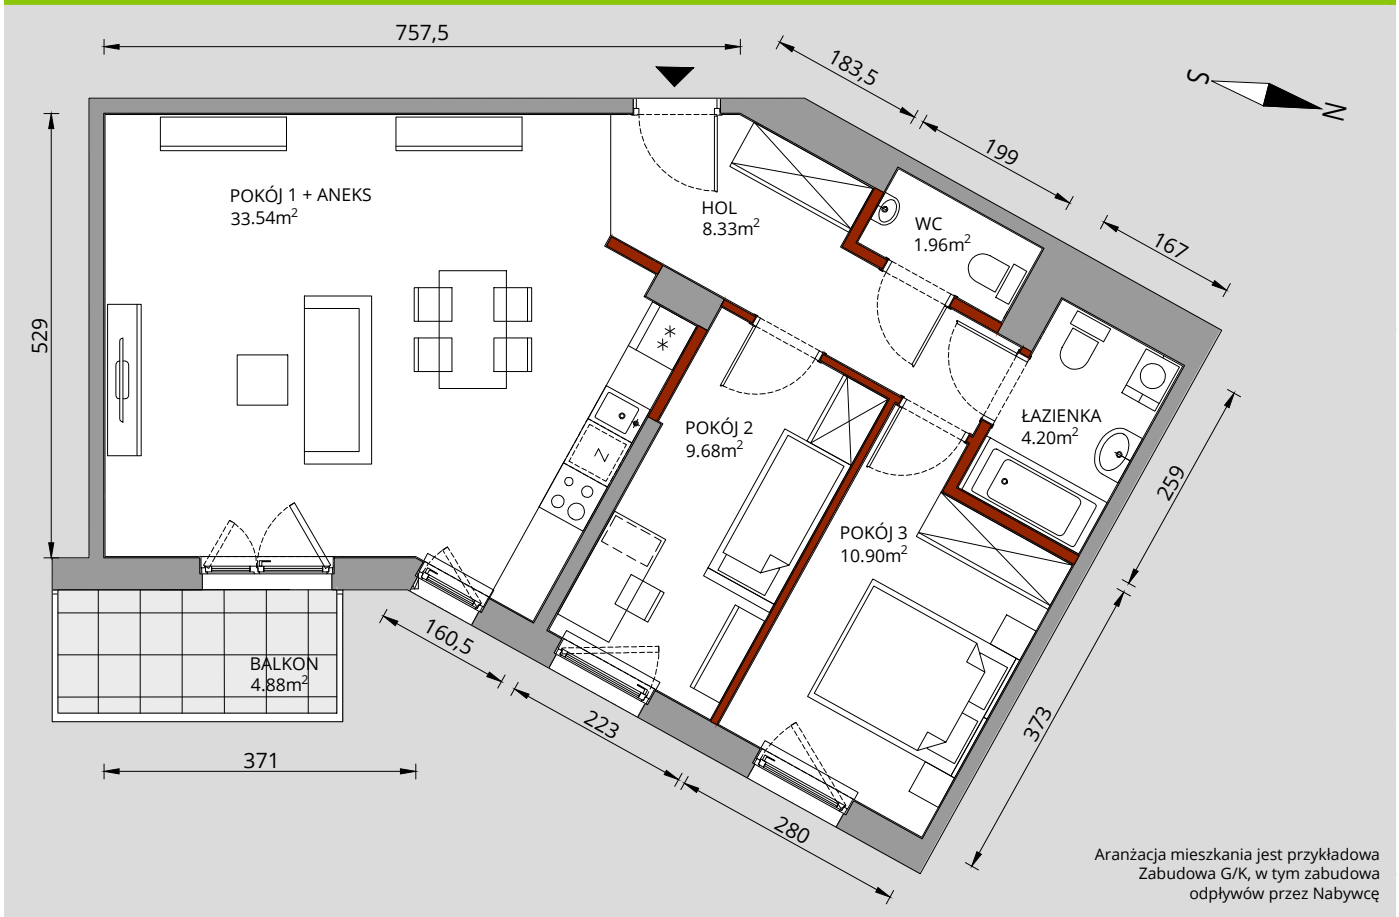 757,5
183,5
199
167
S
N
529
POKÓJ 1 + ANEKS
33.54m²
HOL
8.33m²
WC
1.96m²
POKÓJ 2
9.68m²
ŁAZIENKA
4.20m²
259
Z
POKÓJ 3
10.90m²
160,5
BALKON
4.88m²
223
373
371
280
Aranżacja mieszkania jest przykładowa
Zabudowa G/K, w tym zabudowa
odpływów przez Nabywcę